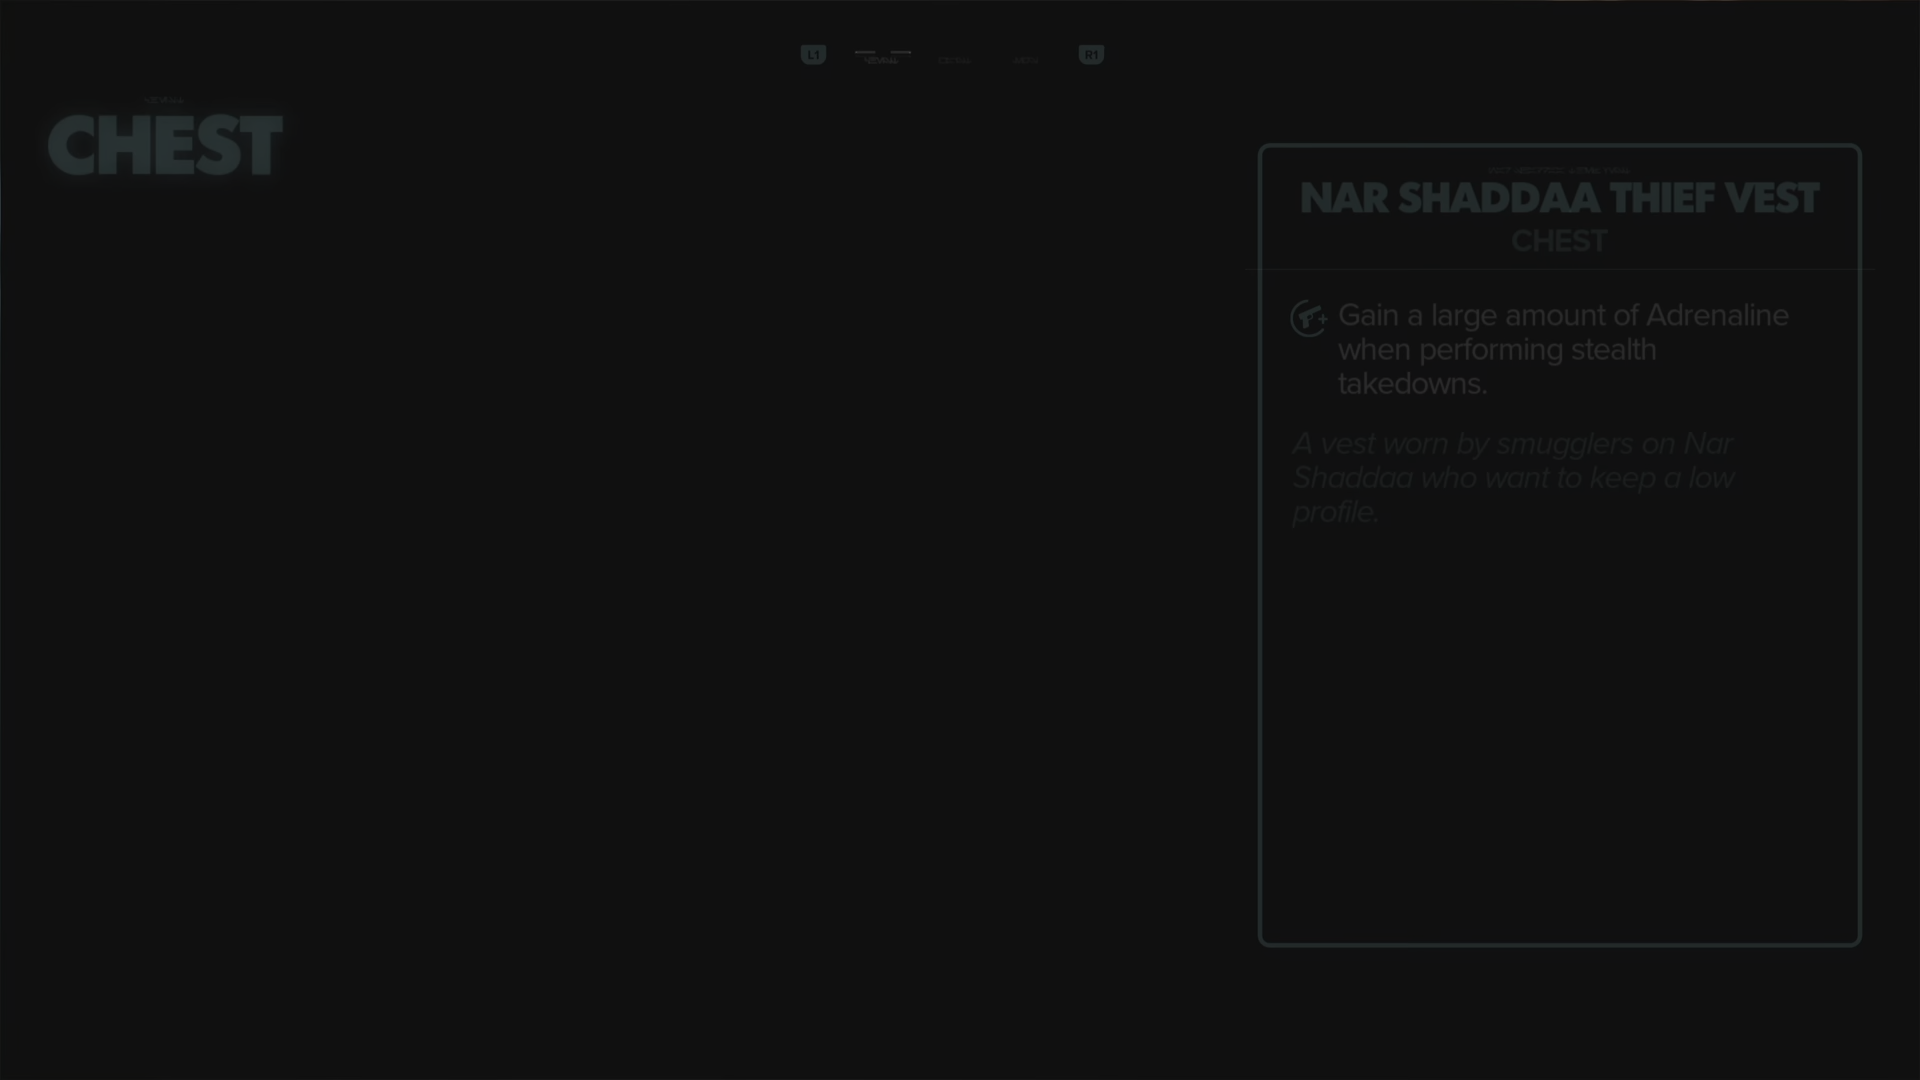 L1
R1
CHEST
NAR SHADDAA THIEF VEST
CHEST
Gain a large amount of Adrenaline
when performing stealth
takedowns.
A vest worn by smugglers on Nar
Shaddaa who want to keep a low
profile.